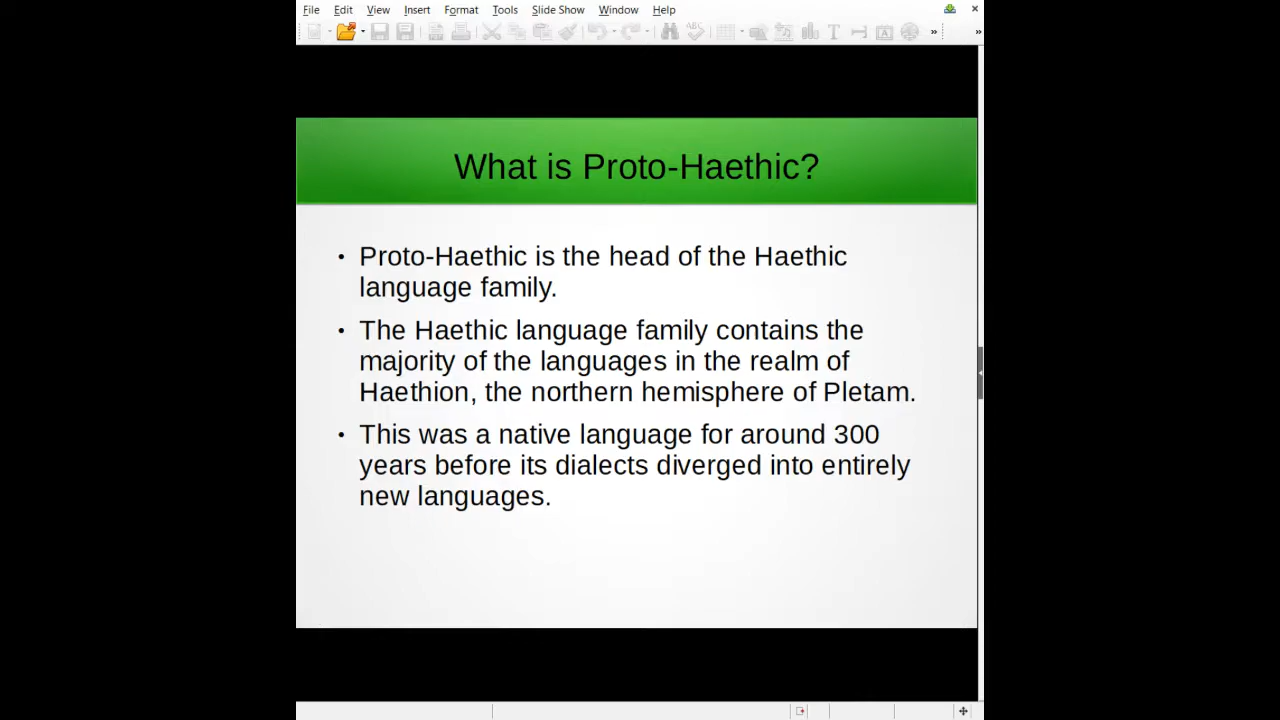 File Edit View Insert Format Tools Slide Show Window Help
What is Proto-Haethic?
• Proto-Haethic is the head of the Haethic
language family.
• The Haethic language family contains the
majority of the languages in the realm of
Haethion, the northern hemisphere of Pletam.
• This was a native language for around 300
years before its dialects diverged into entirely
new languages.